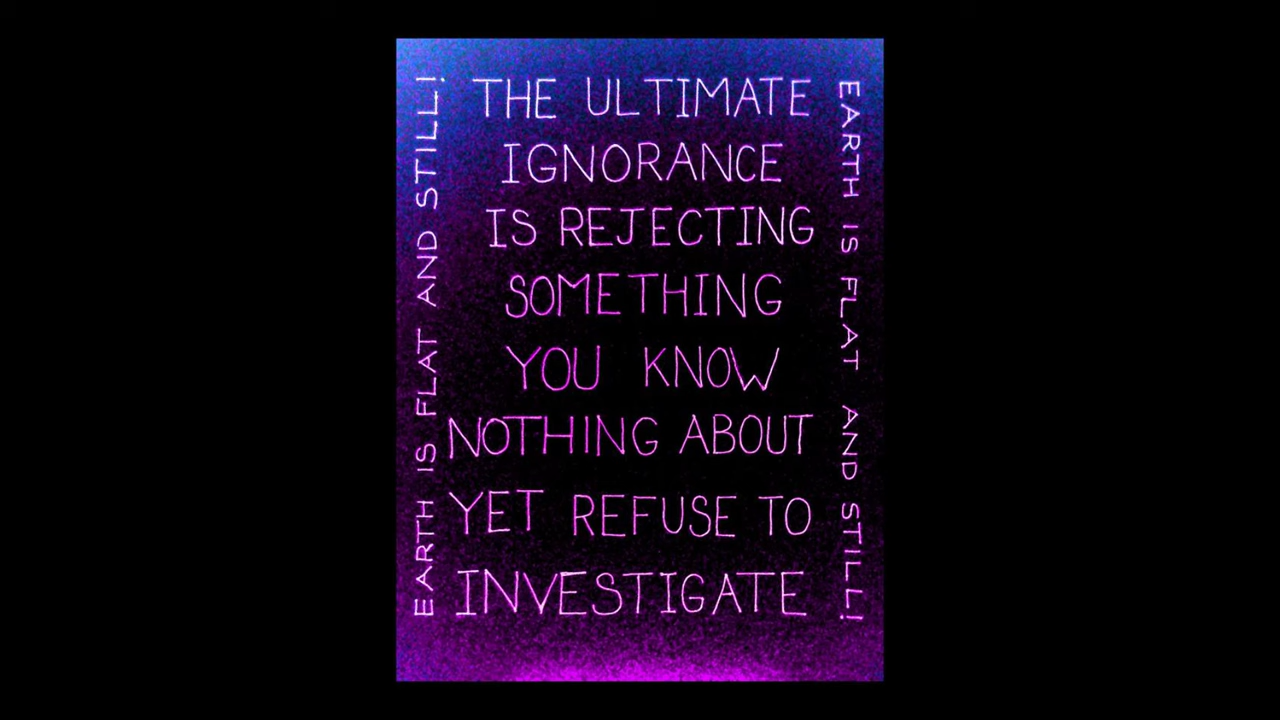 EARTH IS FLAT AND STILL!
THE ULTIMATE
IGNORANCE
IS REJECTING
SOMETHING
YOU KNOW
NOTHING ABOUT
YET REFUSE TO
INVESTIGATE
EARTH IS FLAT AND STILL!